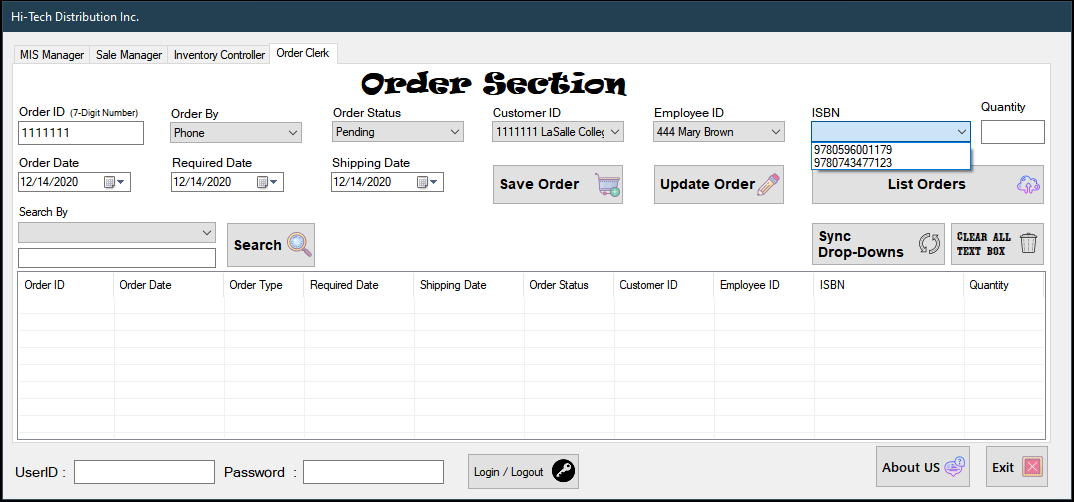 Hi-Tech Distribution Inc.
MIS Manager Sale Manager Inventory Controller Order Clerk
Order Section
Order ID (7-Digit Number) Order By Order Status Customer ID Employee ID ISBN Quantity
1111111 Phone Pending 1111111 LaSalle Colleg 444 Mary Brown
9780596001179
9780743477123
Order Date Required Date Shipping Date
12/14/2020 12/14/2020 12/14/2020 Save Order Update Order List Orders
Search By
Search
Sync
Drop-Downs
CLEAR ALL
TEXT BOX
Order ID Order Date Order Type Required Date Shipping Date Order Status Customer ID Employee ID ISBN Quantity
UserID : Password : Login / Logout About US Exit